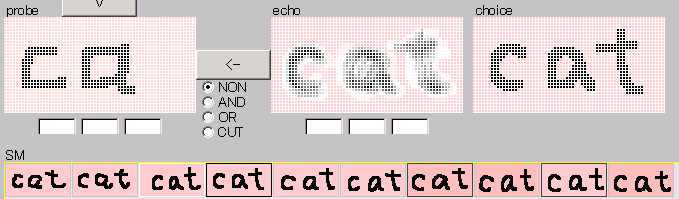 probe V echo choice
ca cat cat
<-
NON
AND
OR
CUT
SM
cat cat cat cat cat cat cat cat cat cat